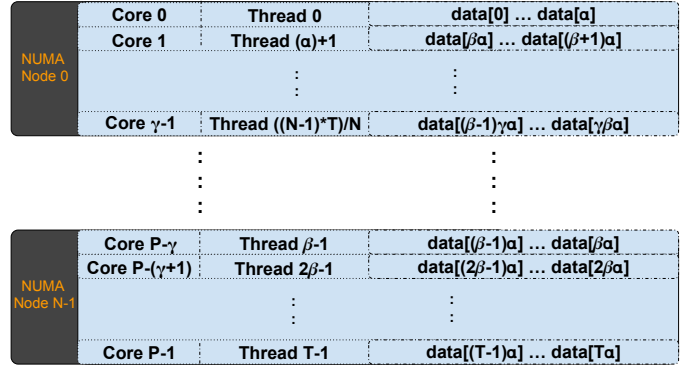 Core 0 Thread 0 data[0] … data[α]
Core 1 Thread (α)+1 data[βα] … data[(β+1)α]
NUMA
Node 0
⋮ ⋮
Core γ-1 Thread ((N-1)*T)/N data[(β-1)γα] … data[γβα]
⋮ ⋮
Core P-γ Thread β-1 data[(β-1)α] … data[βα]
Core P-(γ+1) Thread 2β-1 data[(2β-1)α] … data[2βα]
NUMA
Node N-1
⋮ ⋮
Core P-1 Thread T-1 data[(T-1)α] … data[Tα]